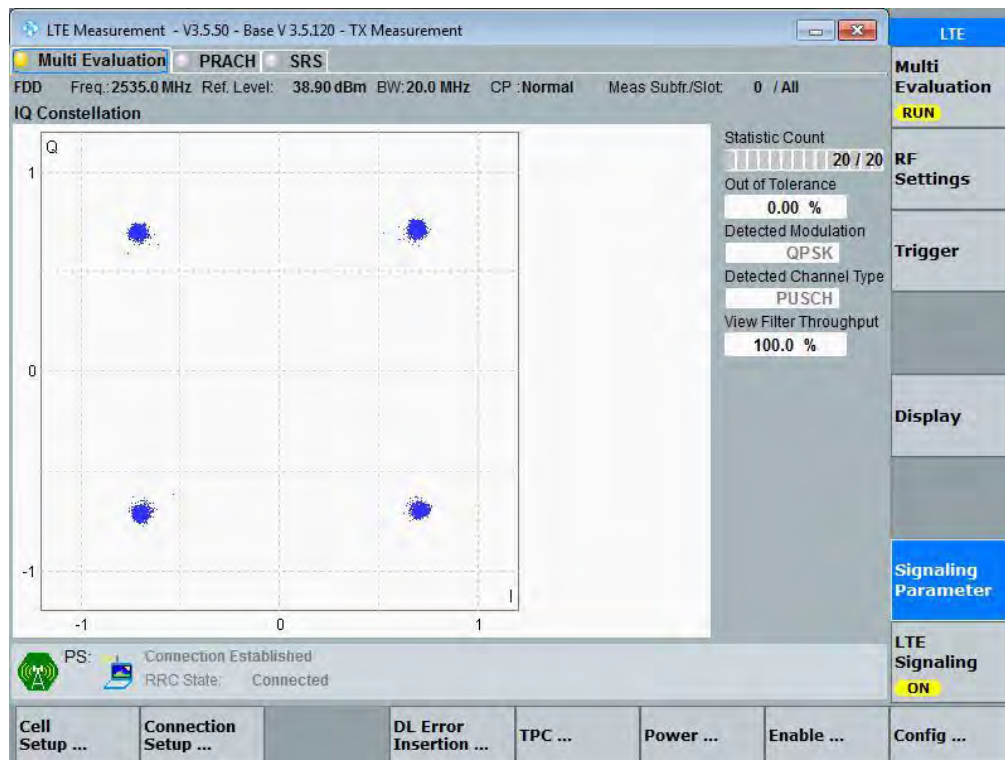 LTE Measurement - V3.5.50 - Base V 3.5.120 - TX Measurement
LTE
Multi Evaluation PRACH SRS
FDD Freq.:2535.0 MHz Ref. Level: 38.90 dBm BW:20.0 MHz CP :Normal Meas Subfr./Slot: 0 / All
IQ Constellation
Q
1
0
-1
-1 0 1
I
Statistic Count
20 / 20
Out of Tolerance
0.00 %
Detected Modulation
QPSK
Detected Channel Type
PUSCH
View Filter Throughput
100.0 %
Multi
Evaluation
RUN
RF
Settings
Trigger
Display
Signaling
Parameter
LTE
Signaling
ON
PS: Connection Established
RRC State: Connected
Cell
Setup ...
Connection
Setup ...
DL Error
Insertion ...
TPC ...
Power ...
Enable ...
Config ...